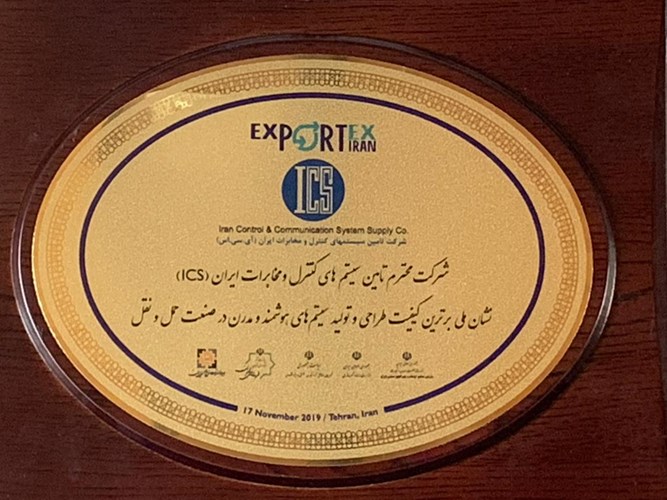 EXPORTEX
IRAN
ICS
Iran Control & Communication System Supply Co.
شرکت تامین سیستمهای کنترل و مخابرات ایران (آی.سی.اس)
شرکت محترم تامین سیستم های کنترل و مخابرات ایران (ICS)
نشان ملی برترین کیفیت طراحی و تولید سیستم های هوشمند و مدرن در صنعت حمل و نقل
17 November 2019 / Tehran, Iran